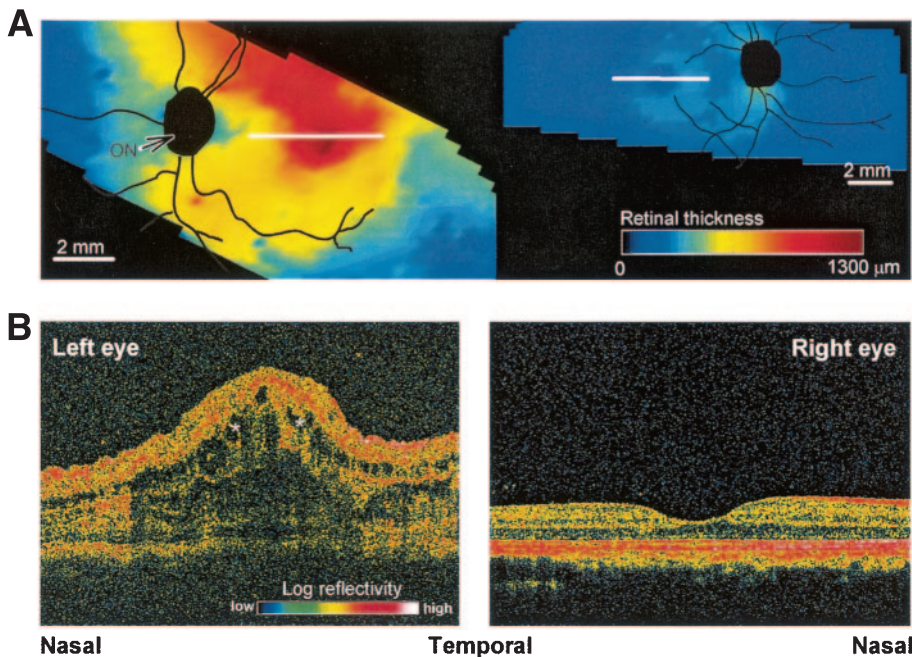 A
ON
2 mm
2 mm
Retinal thickness
0 1300 μm
B
Left eye
Right eye
* *
Log reflectivity
low high
Nasal Temporal Nasal